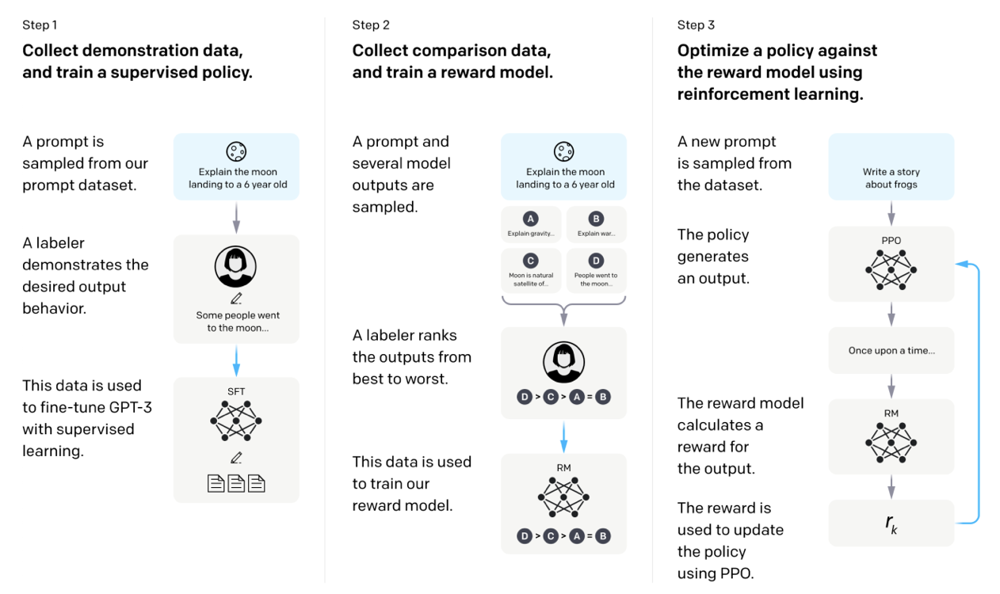 Step 1
Collect demonstration data,
and train a supervised policy.
A prompt is
sampled from our
prompt dataset.
Explain the moon
landing to a 6 year old
A labeler
demonstrates the
desired output
behavior.
Some people went
to the moon...
This data is used
to fine-tune GPT-3
with supervised
learning.
SFT
Step 2
Collect comparison data,
and train a reward model.
A prompt and
several model
outputs are
sampled.
Explain the moon
landing to a 6 year old
A
Explain gravity...
B
Explain war...
C
Moon is natural
satellite of...
D
People went to
the moon...
A labeler ranks
the outputs from
best to worst.
D > C > A = B
This data is used
to train our
reward model.
RM
D > C > A = B
Step 3
Optimize a policy against
the reward model using
reinforcement learning.
A new prompt
is sampled from
the dataset.
Write a story
about frogs
The policy
generates
an output.
PPO
Once upon a time...
The reward model
calculates a
reward for
the output.
RM
The reward is
used to update
the policy
using PPO.
r_k